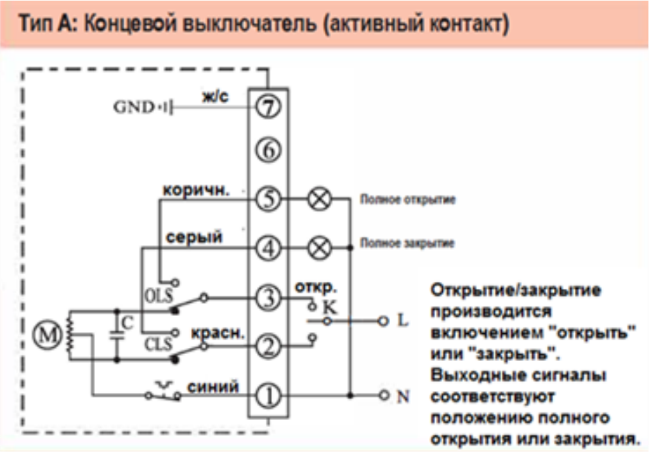 Тип А: Концевой выключатель (активный контакт)
GND
ж/с
7
6
коричн.
5
Полное открытие
серый
4
Полное закрытие
OLS
3
откр.
K
L
M
C
CLS
красн.
2
синий
1
N
Открытие/закрытие
производится
включением "открыть"
или "закрыть".
Выходные сигналы
соответствуют
положению полного
открытия или закрытия.